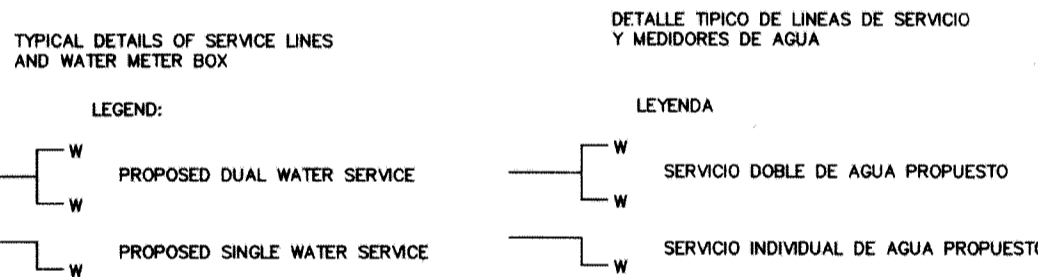 TYPICAL DETAILS OF SERVICE LINES
AND WATER METER BOX
LEGEND:
W
PROPOSED DUAL WATER SERVICE
W
PROPOSED SINGLE WATER SERVICE
W
DETALLE TIPICO DE LINEAS DE SERVICIO
Y MEDIDORES DE AGUA
LEYENDA
W
SERVICIO DOBLE DE AGUA PROPUESTO
W
SERVICIO INDIVIDUAL DE AGUA PROPUESTO
W